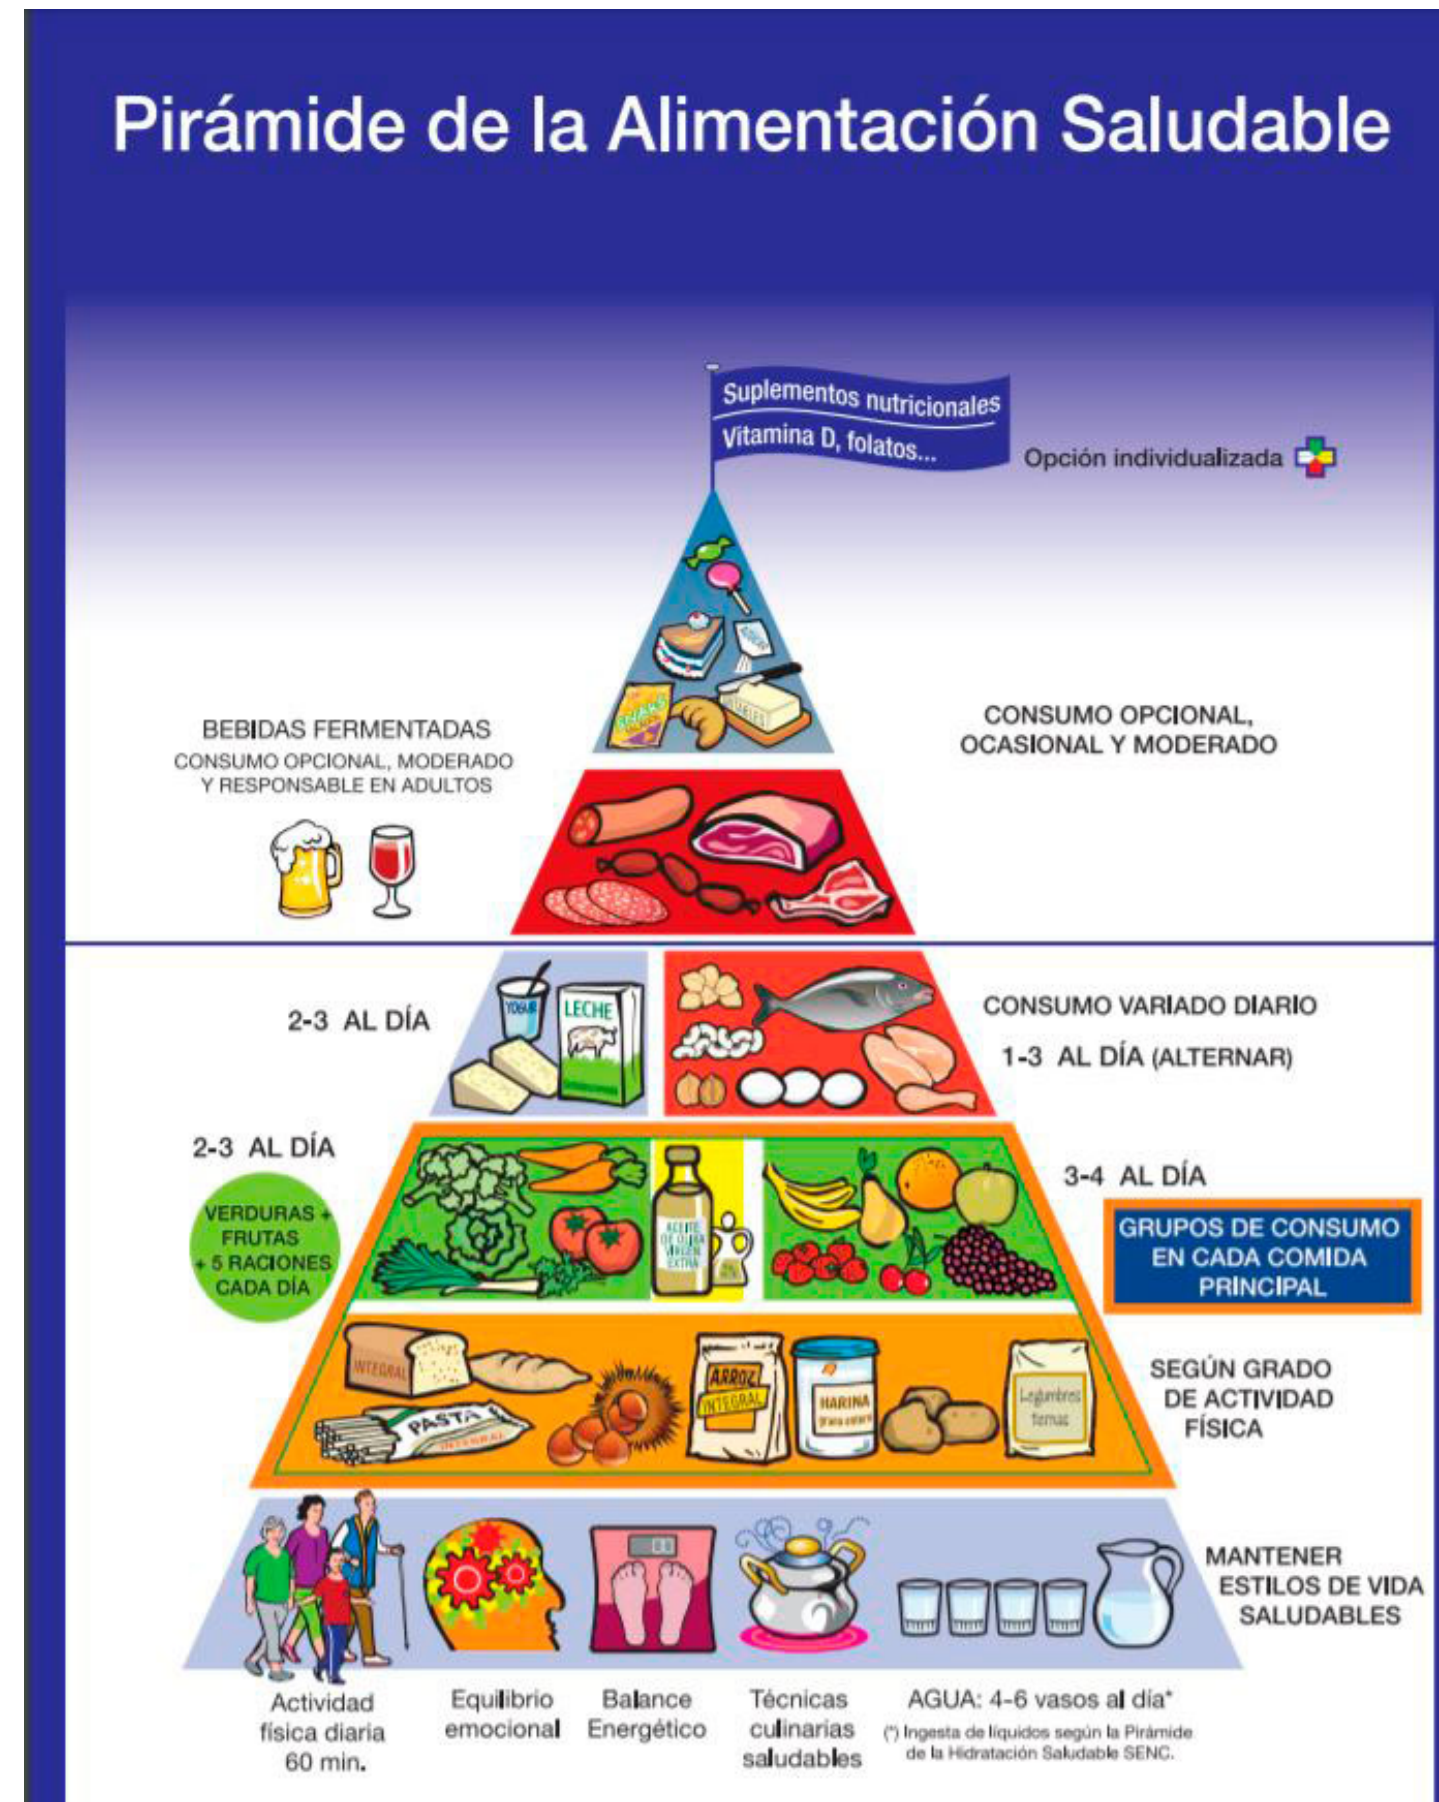 Pirámide de la Alimentación Saludable
Suplementos nutricionales
Vitamina D, folatos...
Opción individualizada
BEBIDAS FERMENTADAS
CONSUMO OPCIONAL, MODERADO
Y RESPONSABLE EN ADULTOS
CONSUMO OPCIONAL,
OCASIONAL Y MODERADO
2-3 AL DÍA
YOGUR
LECHE
CONSUMO VARIADO DIARIO
1-3 AL DÍA (ALTERNAR)
2-3 AL DÍA
VERDURAS +
FRUTAS
+ 5 RACIONES
CADA DÍA
ACEITE
DE OLIVA
VIRGEN
EXTRA
3-4 AL DÍA
GRUPOS DE CONSUMO
EN CADA COMIDA
PRINCIPAL
INTEGRAL
PASTA
INTEGRAL
ARROZ
INTEGRAL
HARINA
Legumbres
tiernas
SEGÚN GRADO
DE ACTIVIDAD
FÍSICA
MANTENER
ESTILOS DE VIDA
SALUDABLES
Actividad
física diaria
60 min.
Equilibrio
emocional
Balance
Energético
Técnicas
culinarias
saludables
AGUA: 4-6 vasos al día*
(*) Ingesta de líquidos según la Pirámide
de la Hidratación Saludable SENC.